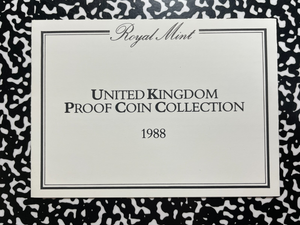 Royal Mint
UNITED KINGDOM
PROOF COIN COLLECTION
1988